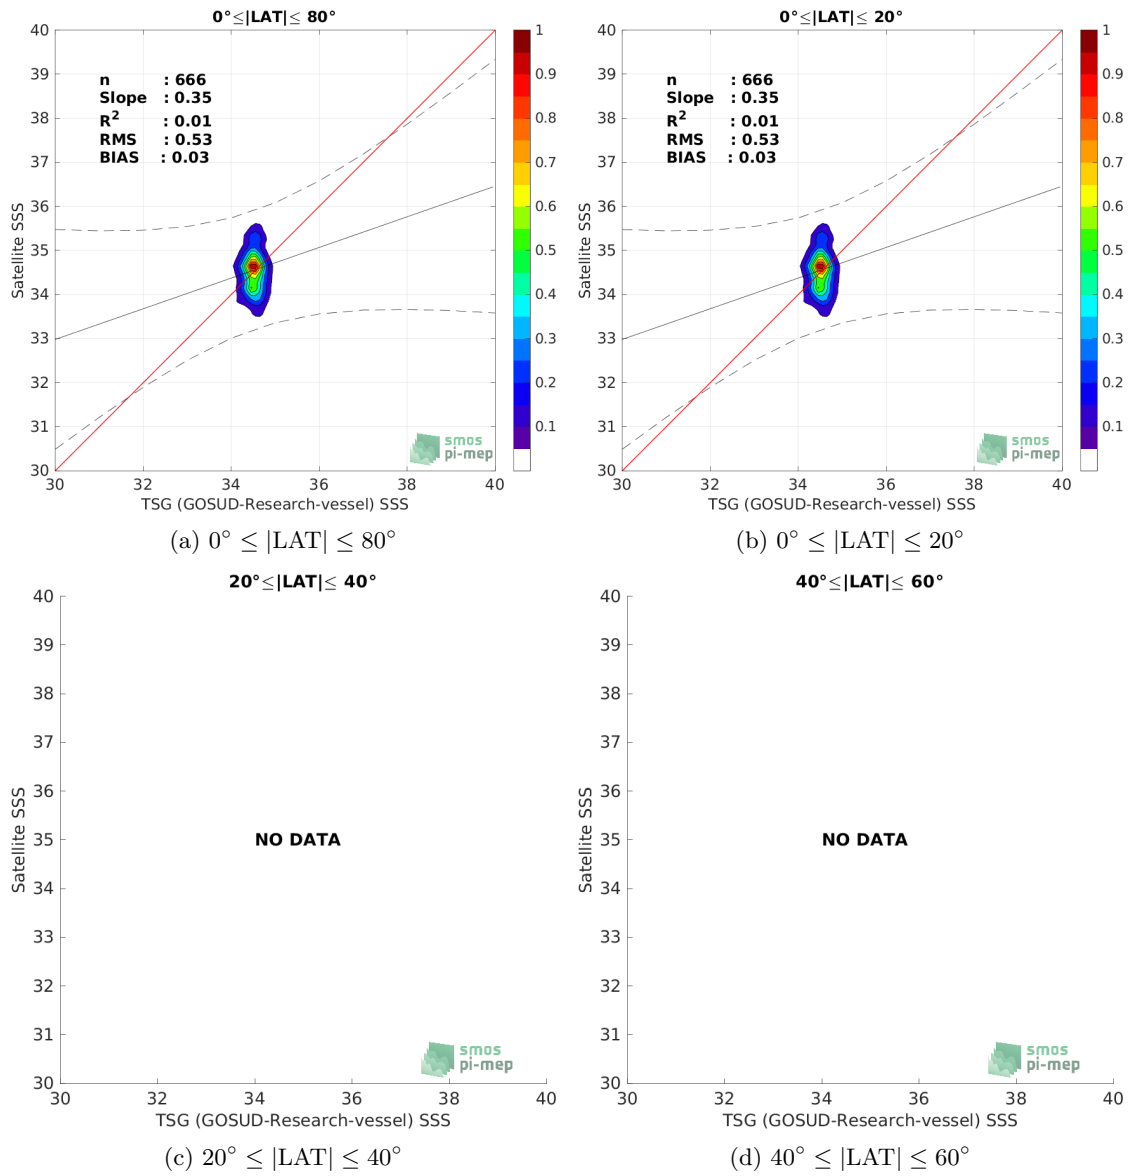 0°≤|LAT|≤ 80°
40
39
38
37
36
35
34
33
32
31
30
30
32
34
36
38
40
Satellite SSS
TSG (GOSUD-Research-vessel) SSS
n : 666
Slope : 0.35
R² : 0.01
RMS : 0.53
BIAS : 0.03
1
0.9
0.8
0.7
0.6
0.5
0.4
0.3
0.2
0.1
smos
pi-mep
(a) 0° ≤ |LAT| ≤ 80°
0°≤|LAT|≤ 20°
40
39
38
37
36
35
34
33
32
31
30
30
32
34
36
38
40
Satellite SSS
TSG (GOSUD-Research-vessel) SSS
n : 666
Slope : 0.35
R² : 0.01
RMS : 0.53
BIAS : 0.03
1
0.9
0.8
0.7
0.6
0.5
0.4
0.3
0.2
0.1
smos
pi-mep
(b) 0° ≤ |LAT| ≤ 20°
20°≤|LAT|≤ 40°
40
39
38
37
36
35
34
33
32
31
30
30
32
34
36
38
40
Satellite SSS
TSG (GOSUD-Research-vessel) SSS
NO DATA
smos
pi-mep
(c) 20° ≤ |LAT| ≤ 40°
40°≤|LAT|≤ 60°
40
39
38
37
36
35
34
33
32
31
30
30
32
34
36
38
40
Satellite SSS
TSG (GOSUD-Research-vessel) SSS
NO DATA
smos
pi-mep
(d) 40° ≤ |LAT| ≤ 60°